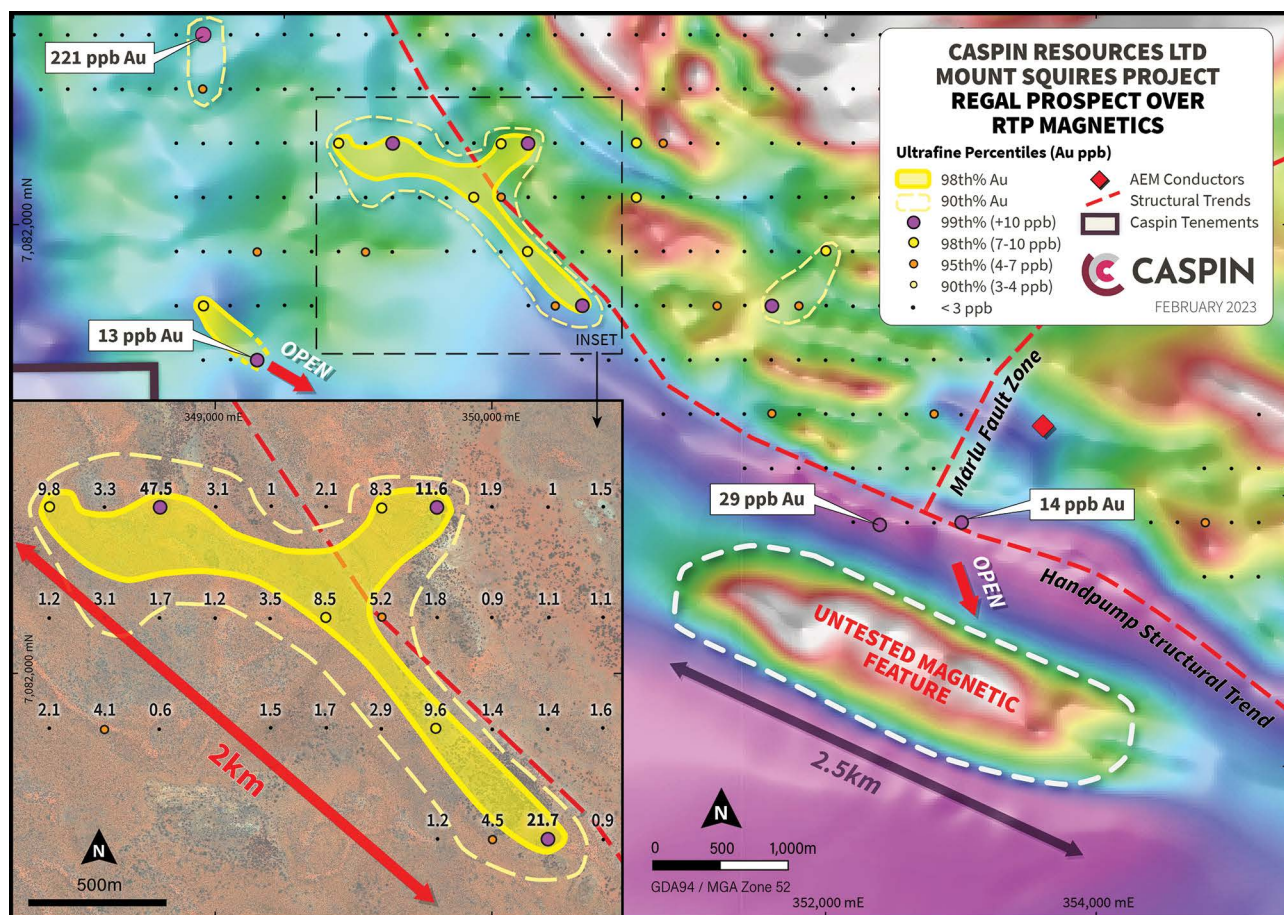 221 ppb Au
CASPIN RESOURCES LTD
MOUNT SQUIRES PROJECT
REGAL PROSPECT OVER
RTP MAGNETICS
Ultrafine Percentiles (Au ppb)
98th% Au
90th% Au
99th% (+10 ppb)
98th% (7-10 ppb)
95th% (4-7 ppb)
90th% (3-4 ppb)
< 3 ppb
AEM Conductors
Structural Trends
Caspin Tenements
CASPIN
FEBRUARY 2023
7,082,000 mN
13 ppb Au
OPEN
INSET
349,000 mE
350,000 mE
9.8 3.3 47.5 3.1 1 2.1 8.3 11.6 1.9 1 1.5
1.2 3.1 1.7 1.2 3.5 8.5 5.2 1.8 0.9 1.1 1.1
7,082,000 mN
2.1 4.1 0.6 1.5 1.7 2.9 9.6 1.4 1.4 1.6
2km
1.2 4.5 21.7 0.9
N
500m
Marlu Fault Zone
29 ppb Au
14 ppb Au
OPEN
Handpump Structural Trend
UNTESTED MAGNETIC
FEATURE
2.5km
N
0 500 1,000m
GDA94 / MGA Zone 52
352,000 mE
354,000 mE